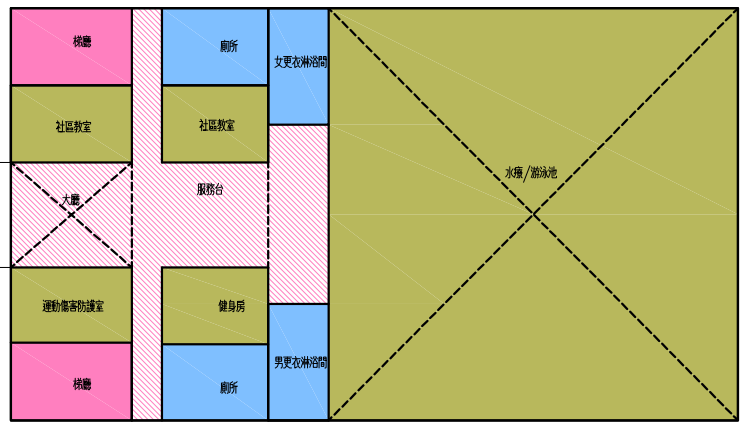 梯廳
廁所
女更衣淋浴間
社區教室
社區教室
水療/游泳池
大廳
服務台
運動傷害防護室
健身房
男更衣淋浴間
梯廳
廁所